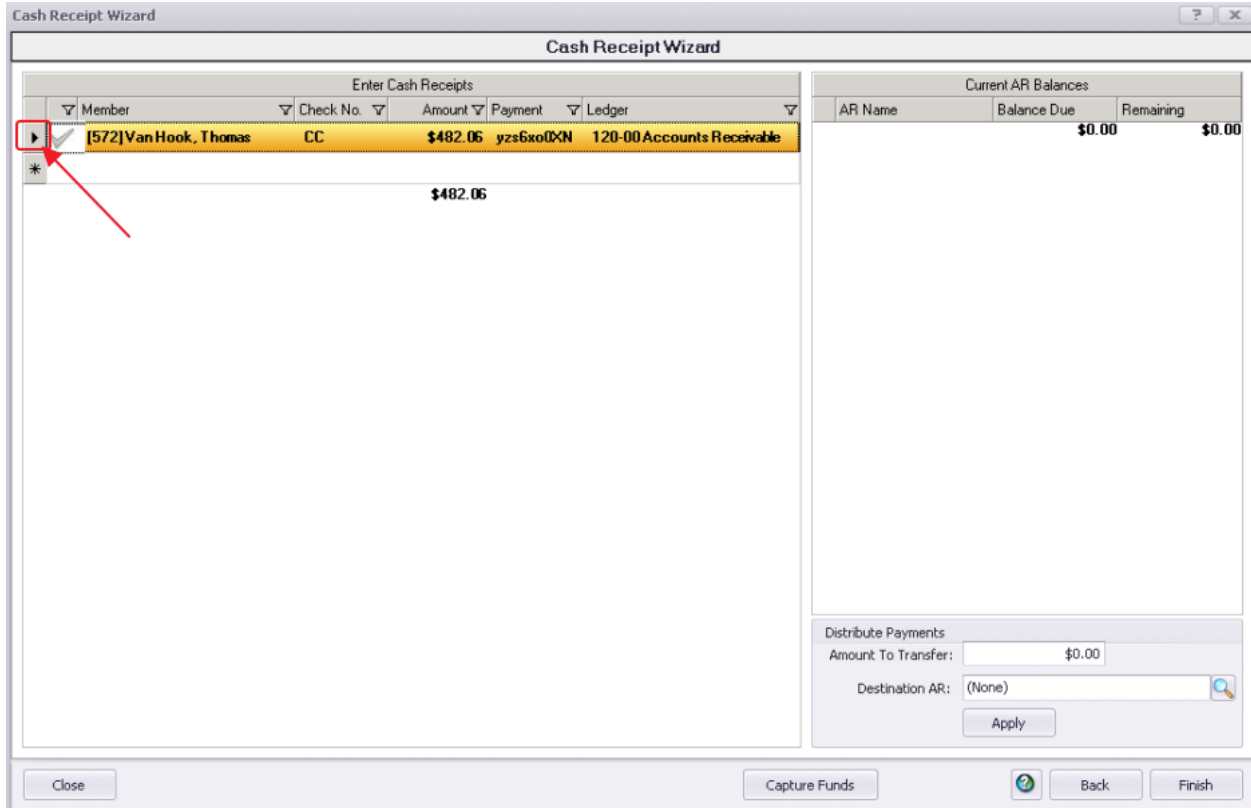 Cash Receipt Wizard
Cash Receipt Wizard
Enter Cash Receipts
Member Check No. Amount Payment Ledger
[572] Van Hook, Thomas CC $482.06 yzs6xo0XN 120-00 Accounts Receivable
$482.06
Current AR Balances
AR Name Balance Due Remaining
$0.00 $0.00
Distribute Payments
Amount To Transfer: $0.00
Destination AR: (None)
Apply
Close Capture Funds Back Finish